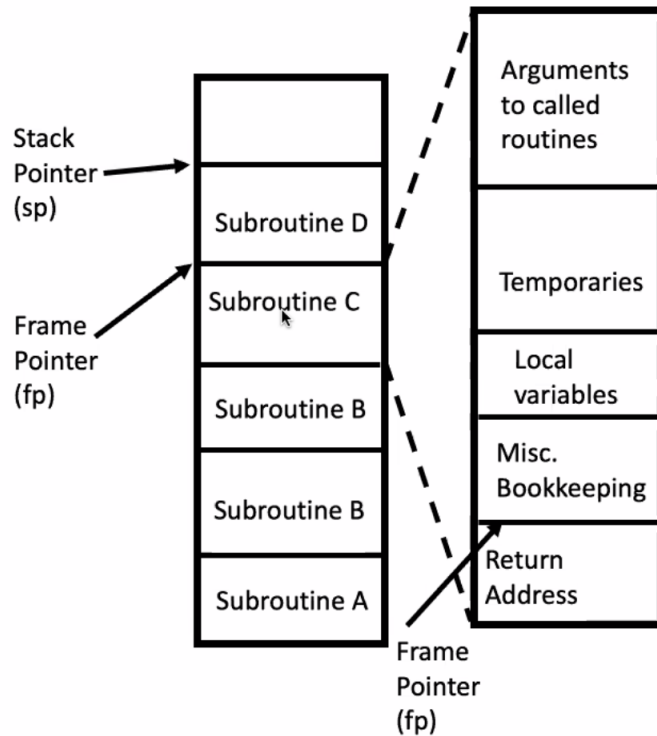 Stack
Pointer
(sp)
Frame
Pointer
(fp)
Subroutine D
Subroutine C
Subroutine B
Subroutine B
Subroutine A
Arguments
to called
routines
Temporaries
Local
variables
Misc.
Bookkeeping
Return
Address
Frame
Pointer
(fp)